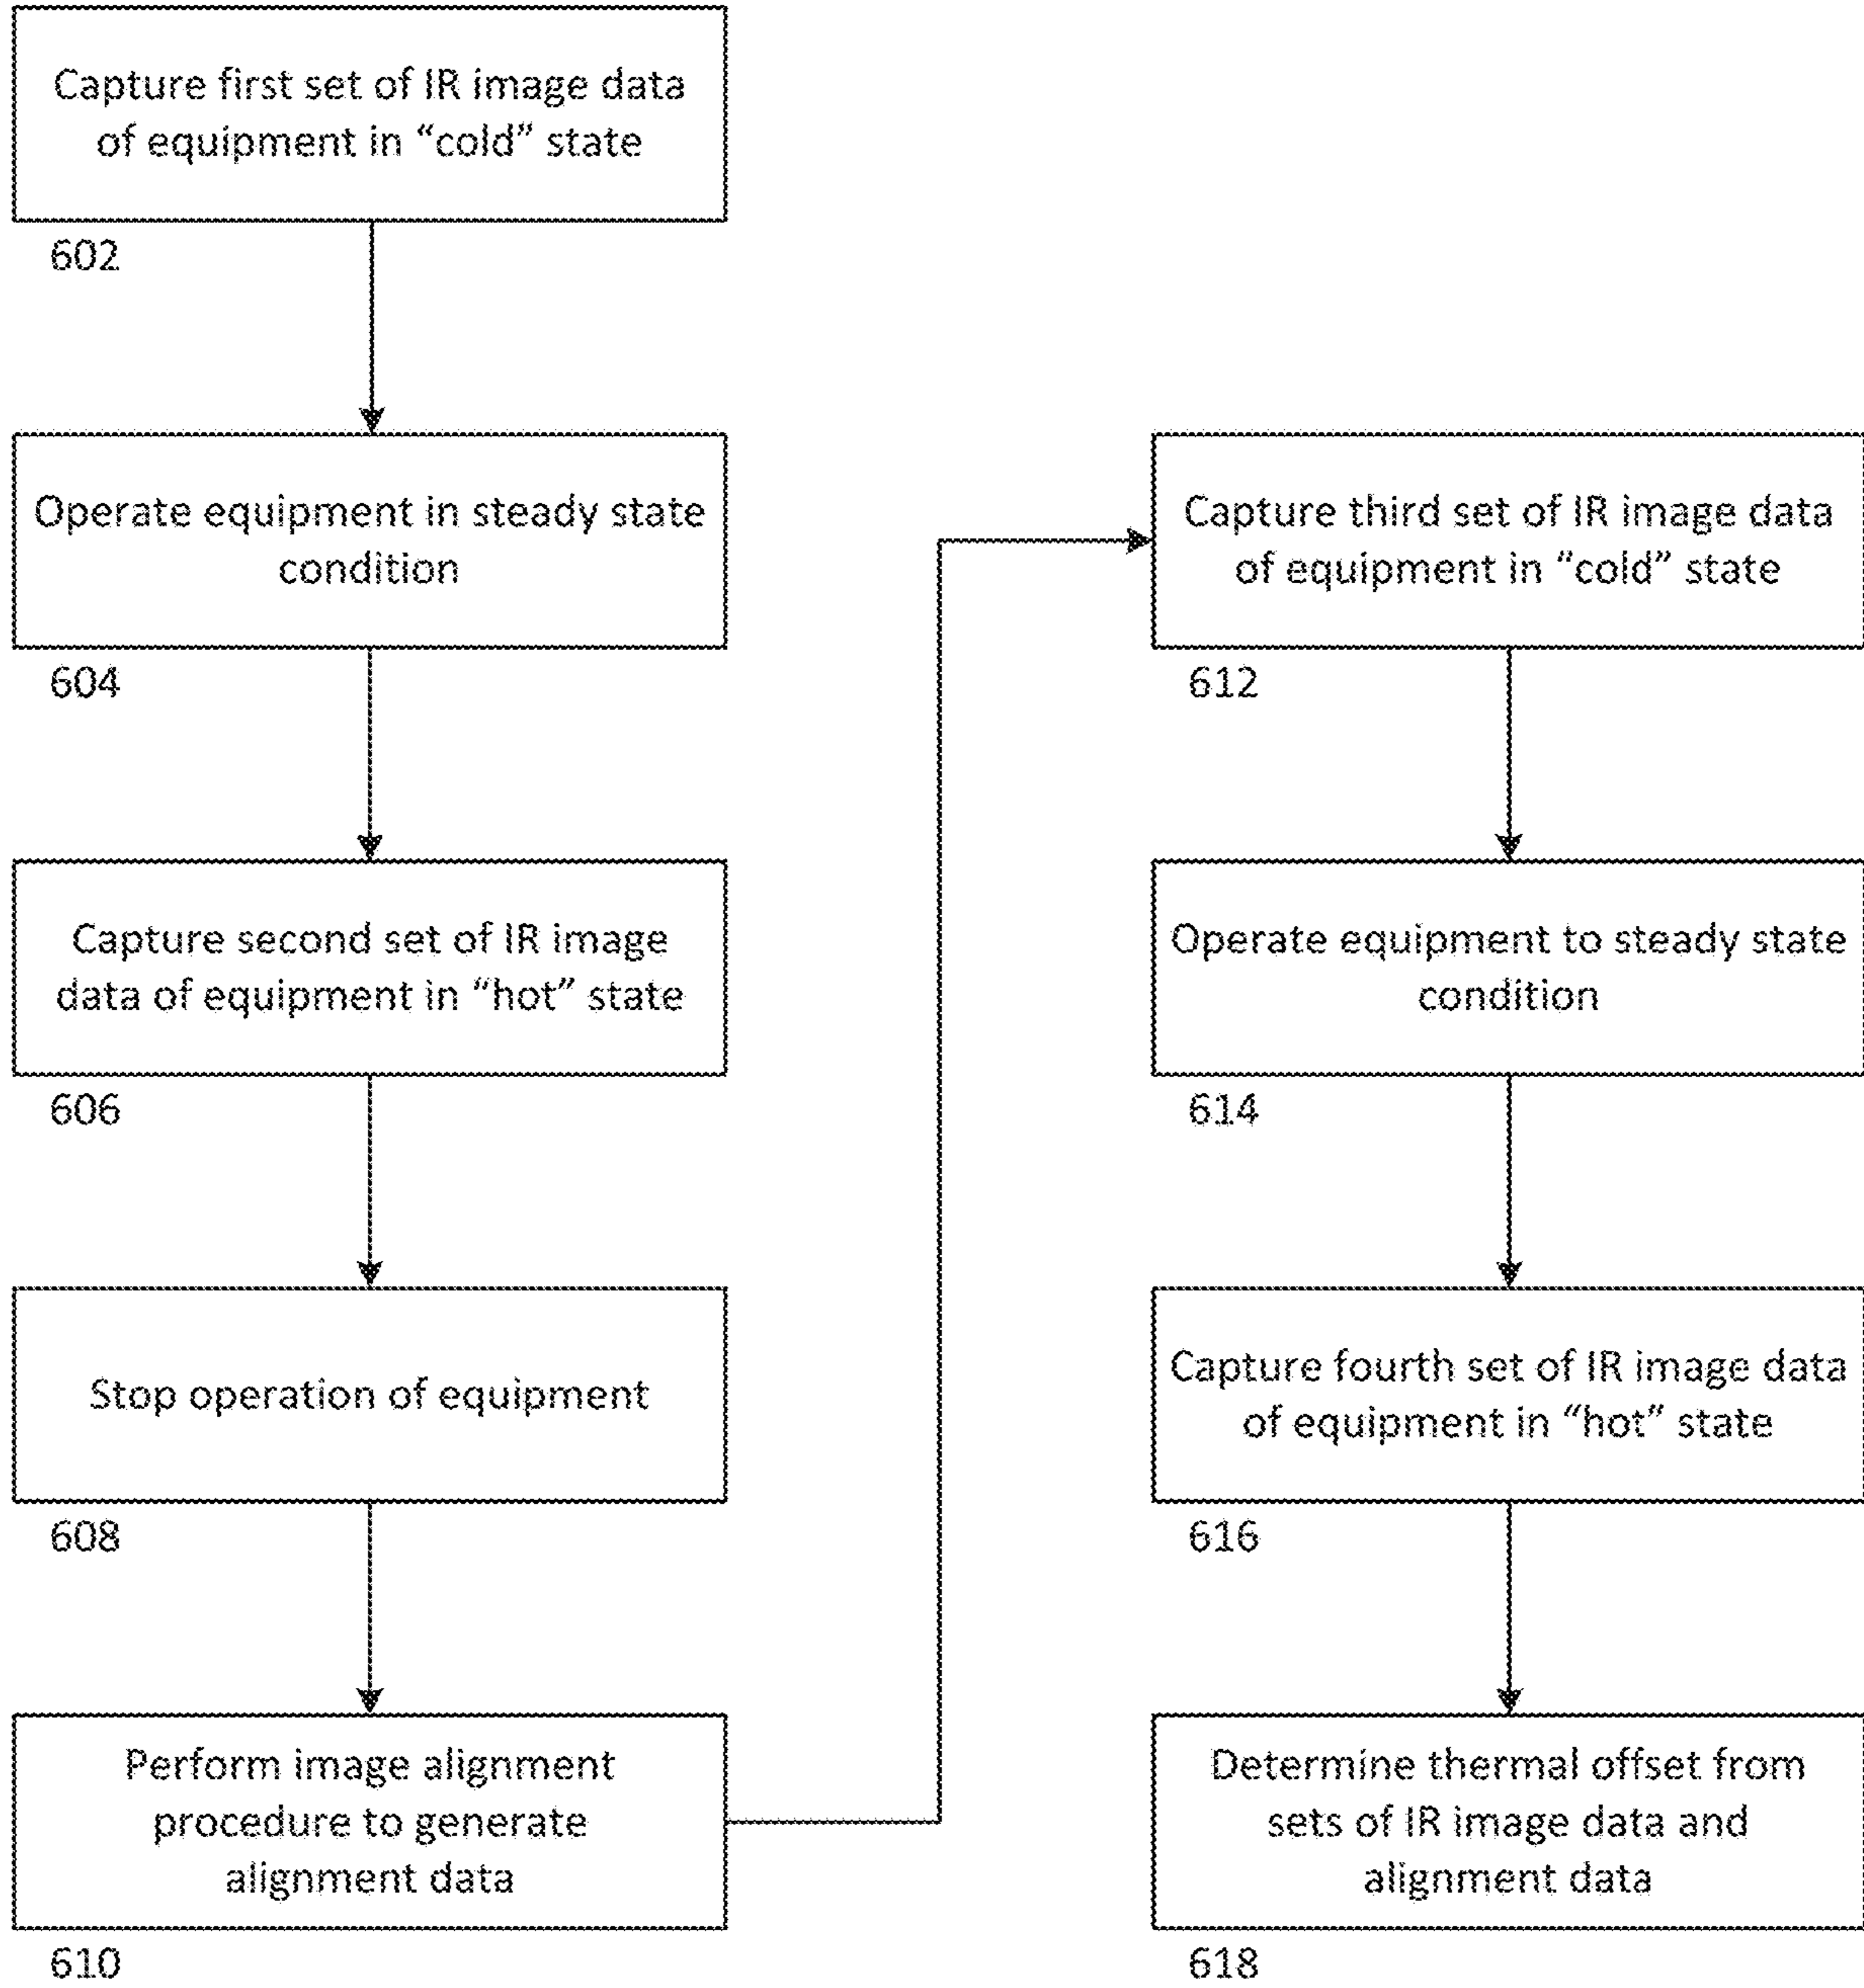 Capture first set of IR image data
of equipment in “cold” state
602
Operate equipment in steady state
condition
604
Capture second set of IR image
data of equipment in “hot” state
606
Stop operation of equipment
608
Perform image alignment
procedure to generate
alignment data
610
Capture third set of IR image data
of equipment in “cold” state
612
Operate equipment to steady state
condition
614
Capture fourth set of IR image data
of equipment in “hot” state
616
Determine thermal offset from
sets of IR image data and
alignment data
618